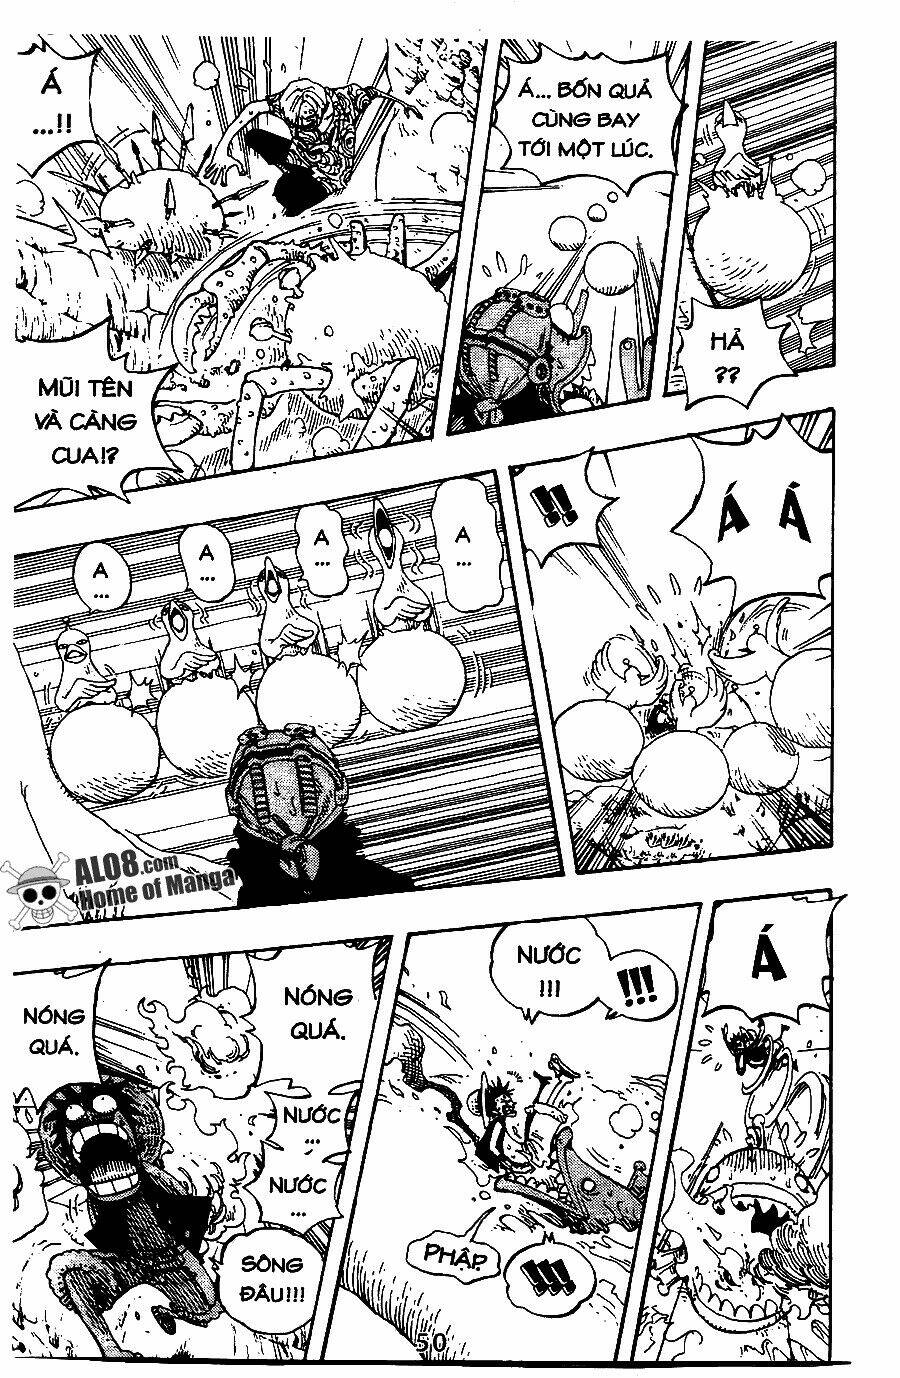 HẢ
??
Á... BỐN QUẢ
CÙNG BAY
TỚI MỘT LÚC.
Á
...!!
MŨI TÊN
VÀ CÀNG
CUA!?
Á Á
!!
A
...
A
...
A
...
A
...
ALO8.com
Home of Manga
Á
!!!
NƯỚC
!!!
PHẬP
!!!
NÓNG
QUÁ.
NÓNG
QUÁ.
NƯỚC
...
NƯỚC
...
SÔNG
ĐÂU!!!
50